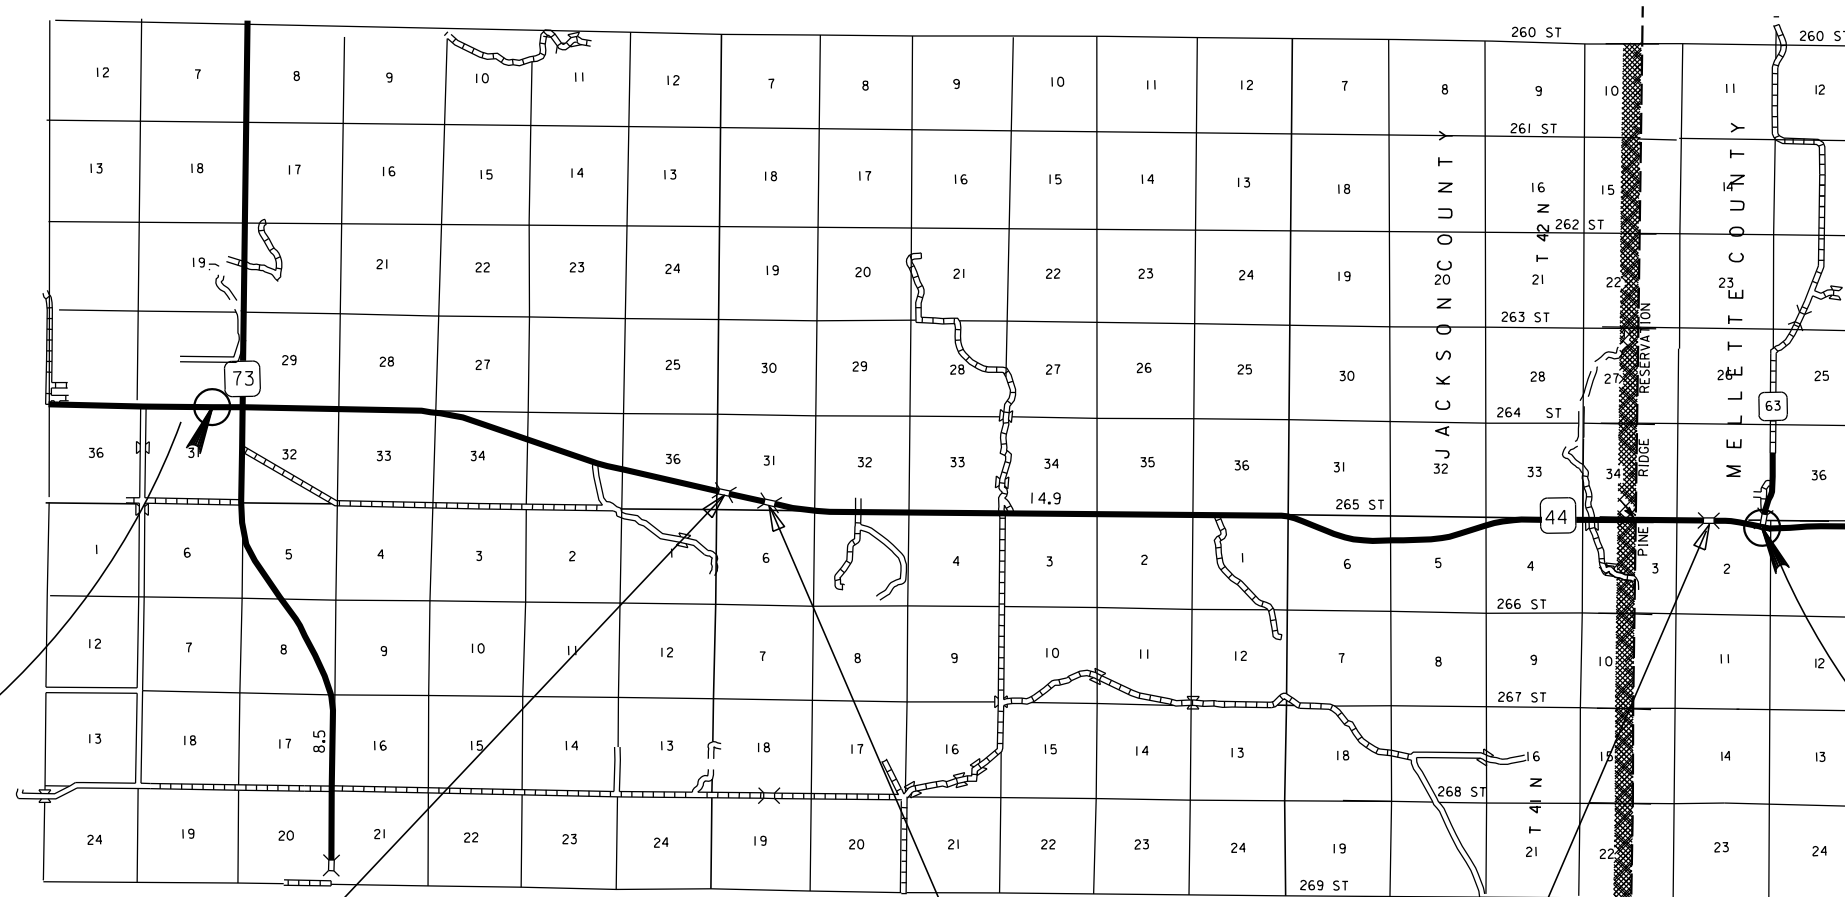 260 ST
260 ST
12 7 8 9 10 11 12 7 8 9 10 11 12 7 8 9 10 11 12
261 ST
13 18 17 16 15 14 13 18 17 16 15 14 13 18 16 15 14
262 ST
19 21 22 23 24 19 20 21 22 23 24 19 20 21 22 23
263 ST
29 28 27 25 30 29 28 27 26 25 30 28 27 26 25
73
63
264 ST
36 31 32 33 34 36 31 32 33 34 35 36 31 32 33 34 36
14.9
265 ST
44
1 6 5 4 3 2 1 6 4 3 2 1 6 5 4 3 2
266 ST
12 7 8 9 10 11 12 7 8 9 10 11 12 7 8 9 10 11 12
267 ST
13 18 17 16 15 14 13 18 17 16 15 14 13 18 16 15 14 13
8.5
268 ST
24 19 20 21 22 23 24 19 20 21 22 23 24 19 21 22 23 24
269 ST
JACKSON COUNTY
T 42 N
T 41 N
PINE RIDGE RESERVATION
MELLETTE COUNTY